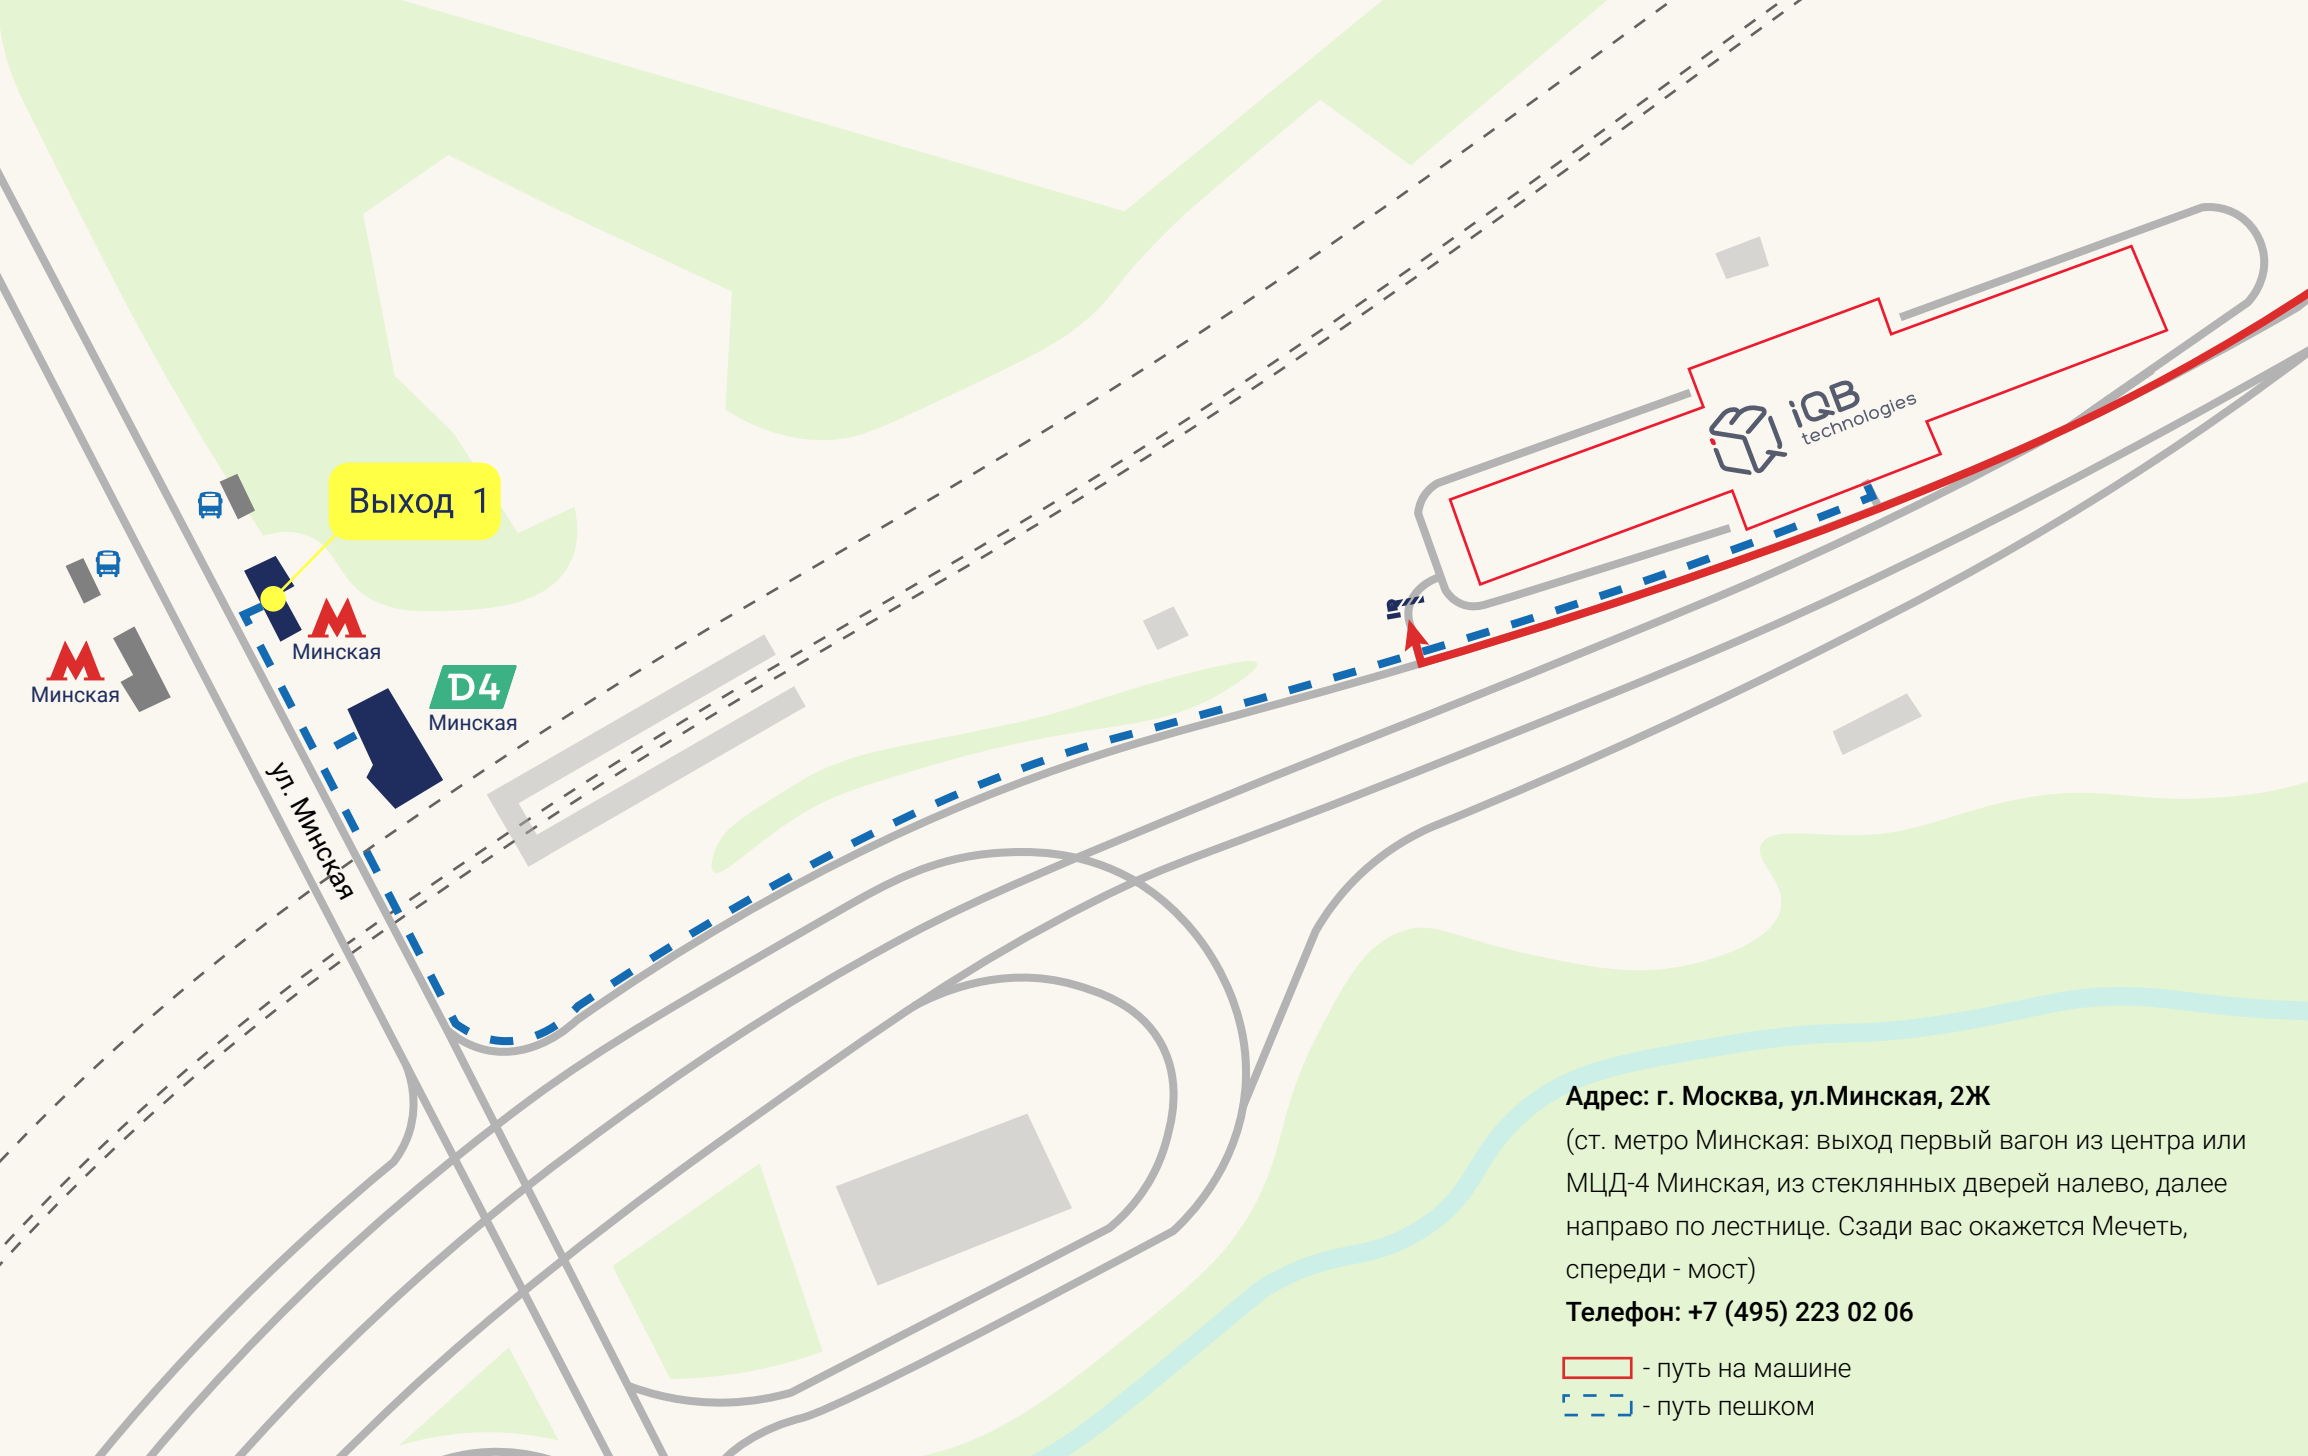 iQB
technologies
Выход 1
Минская
D4
Минская
Минская
ул. Минская
Адрес: г. Москва, ул.Минская, 2Ж
(ст. метро Минская: выход первый вагон из центра или
МЦД-4 Минская, из стеклянных дверей налево, далее
направо по лестнице. Сзади вас окажется Мечеть,
спереди - мост)
Телефон: +7 (495) 223 02 06
- путь на машине
- путь пешком